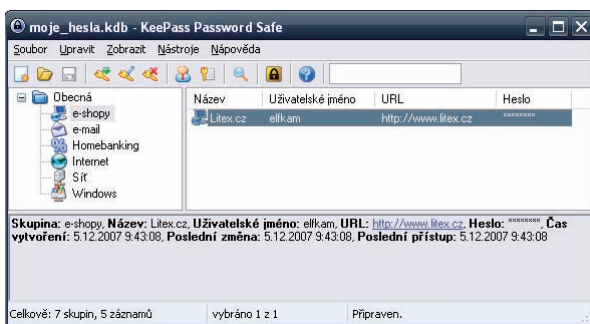 moje_hesla.kdb - KeePass Password Safe
Soubor Upravit Zobrazit Nástroje Nápověda
Obecná
e-shopy
e-mail
Homebanking
Internet
Síť
Windows
Název Uživatelské jméno URL Heslo
Litex.cz elfkam http://www.litex.cz ********
Skupina: e-shopy, Název: Litex.cz, Uživatelské jméno: elfkam, URL: http://www.litex.cz, Heslo: ********, Čas
vytvoření: 5.12.2007 9:43:08, Poslední změna: 5.12.2007 9:43:08, Poslední přístup: 5.12.2007 9:43:08
Celkově: 7 skupin, 5 záznamů vybráno 1 z 1 Připraven.